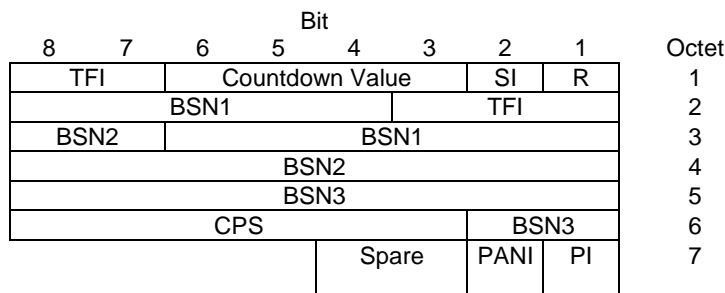 Bit
8 7 6 5 4 3 2 1 Octet
TFI Countdown Value SI R 1
BSN1 TFI 2
BSN2 BSN1 3
BSN2 4
BSN3 5
CPS BSN3 6
Spare PANI PI 7